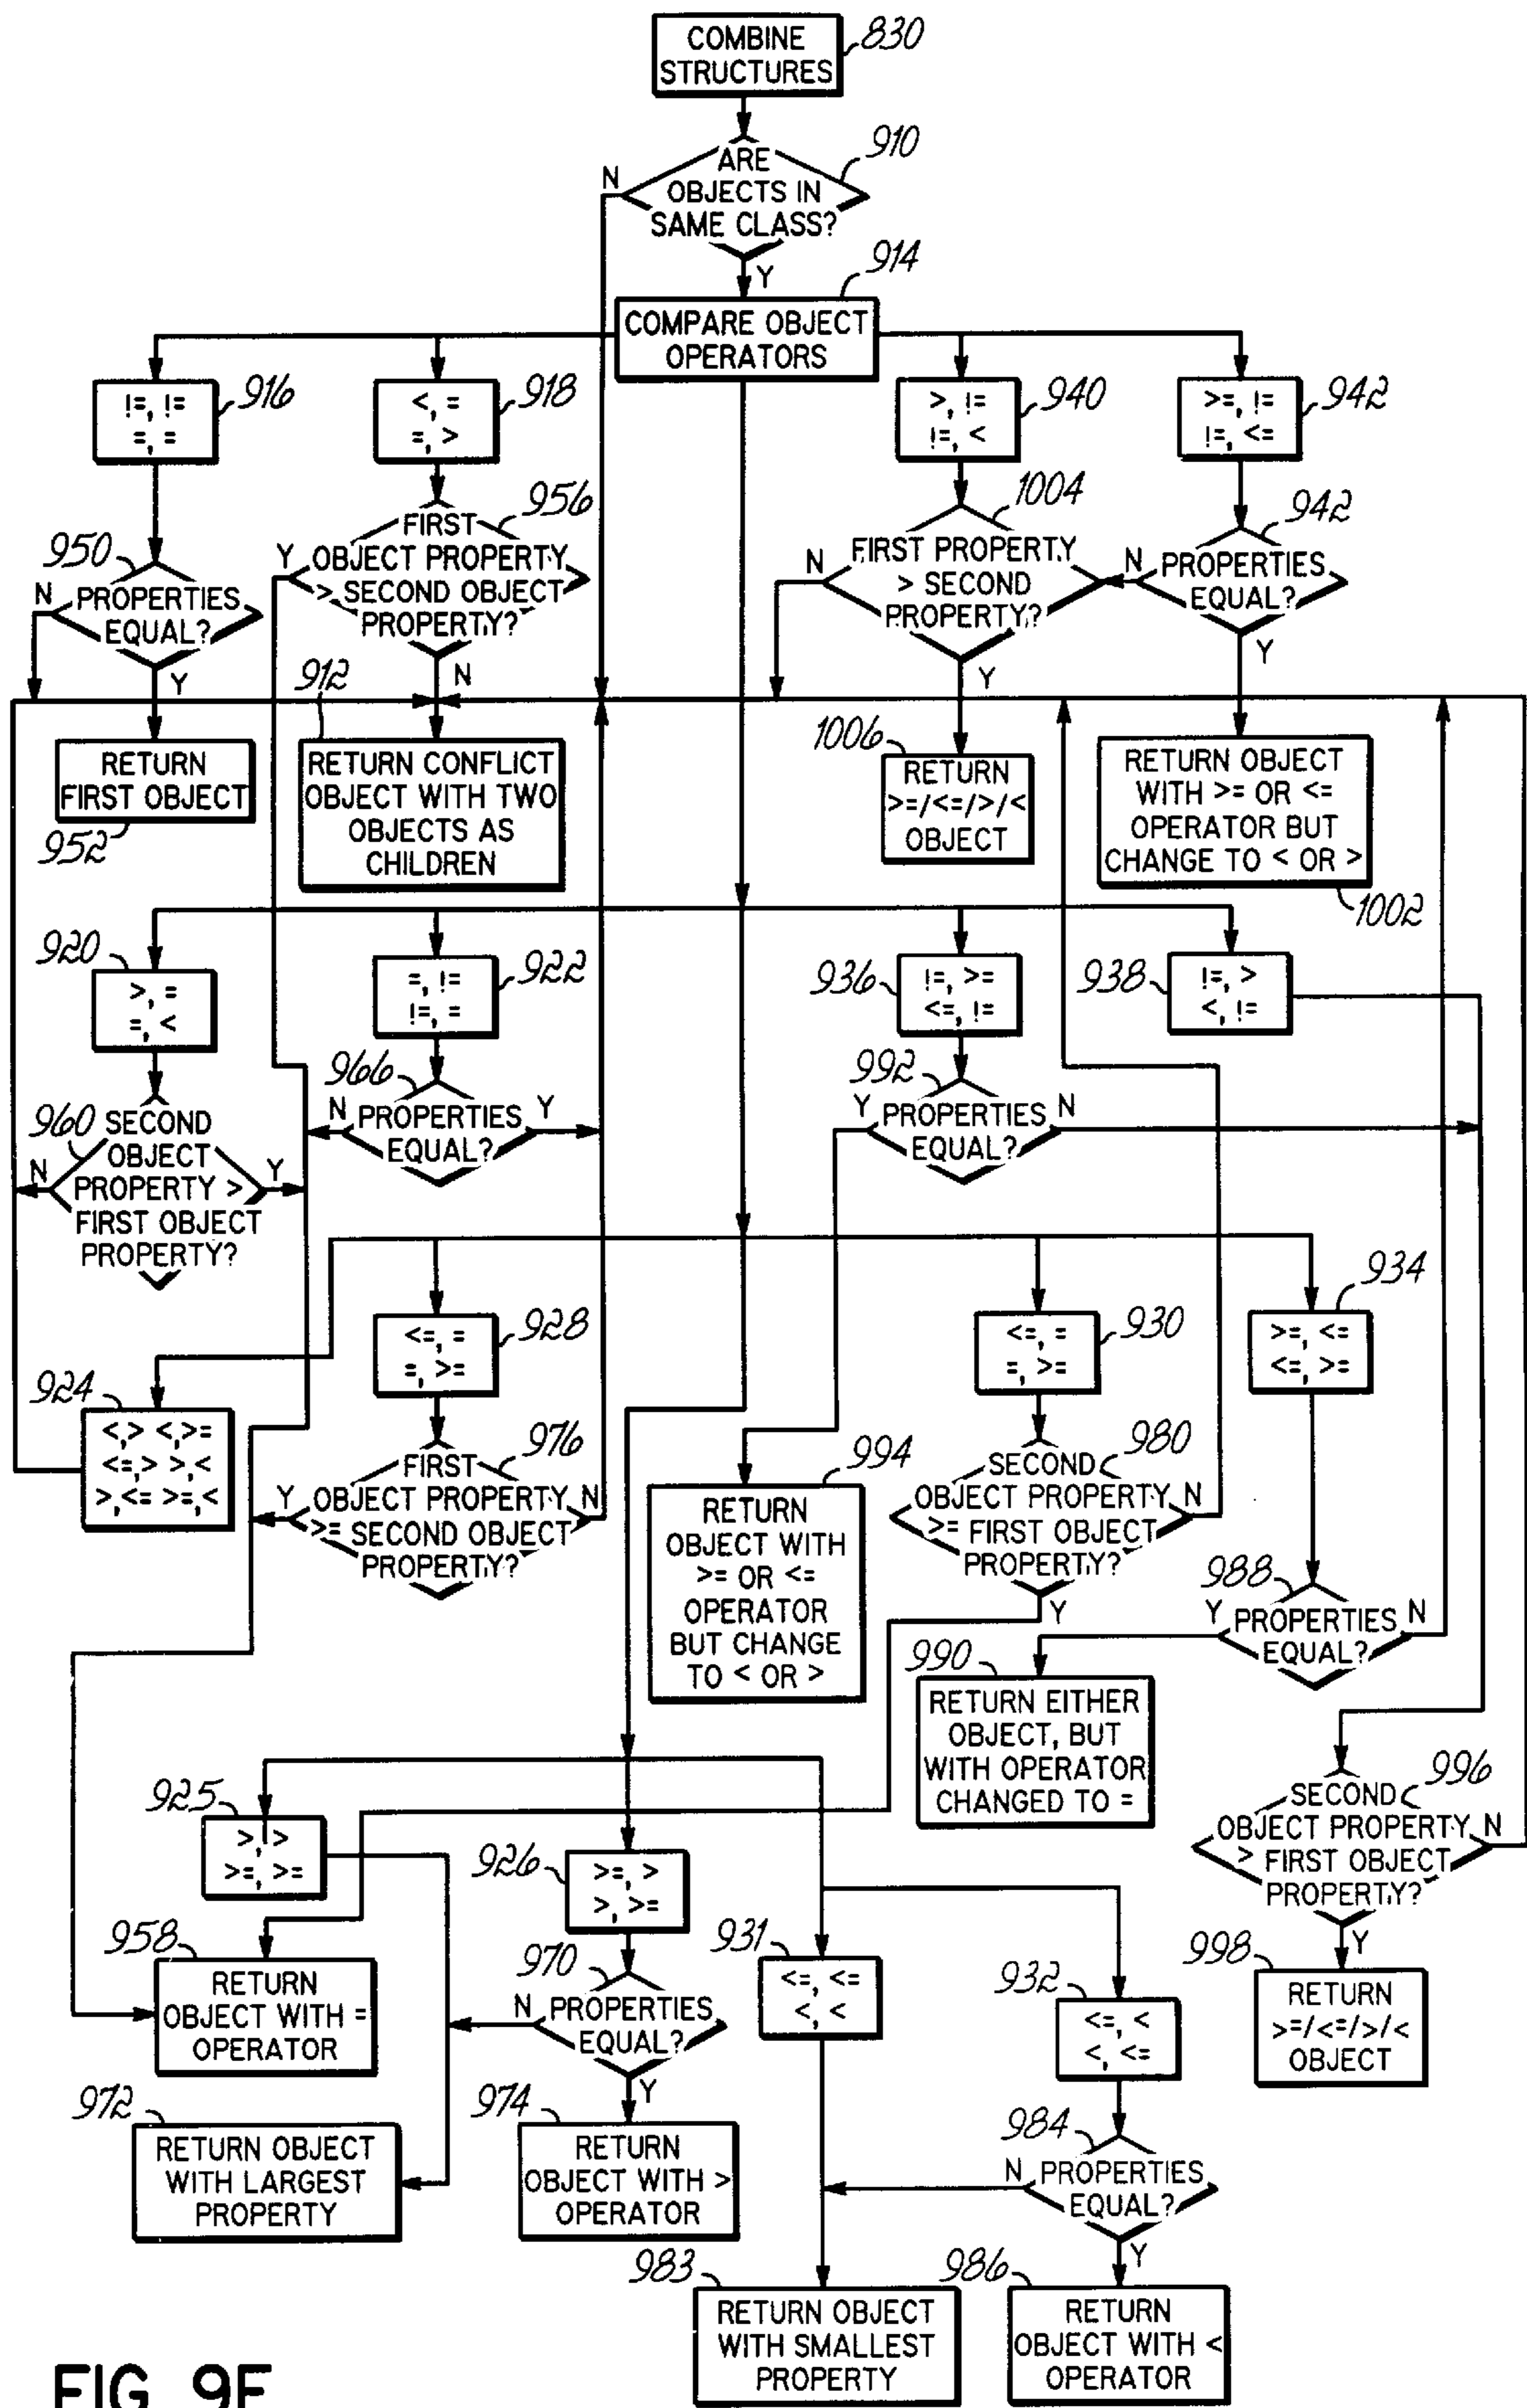 COMBINE
STRUCTURES
830
ARE
OBJECTS IN
SAME CLASS?
910
N
Y
914
COMPARE OBJECT
OPERATORS
!=, !=
=, =
916
<, =
=, >
918
>, !=
!=, <
940
>=, !=
!=, <=
942
950
N
PROPERTIES
EQUAL?
Y
956
Y
FIRST
OBJECT PROPERTY
> SECOND OBJECT
PROPERTY?
N
1004
N
FIRST PROPERTY
> SECOND
PROPERTY?
Y
942
N
PROPERTIES
EQUAL?
Y
RETURN
FIRST OBJECT
952
912
RETURN CONFLICT
OBJECT WITH TWO
OBJECTS AS
CHILDREN
1006
RETURN
>=/<=/>/<
OBJECT
RETURN OBJECT
WITH >= OR <=
OPERATOR BUT
CHANGE TO < OR >
1002
920
>, =
=, <
=, !=
!=, =
922
936
!=, >=
<=, !=
938
!=, >
<, !=
960
N
SECOND
OBJECT
PROPERTY >
FIRST OBJECT
PROPERTY?
Y
966
N
PROPERTIES
EQUAL?
Y
992
Y
PROPERTIES
EQUAL?
N
924
<,> <,>=
<=,> >,<
>,<= >=,<
<=, =
=, >=
928
<=, =
=, >=
930
934
>=, <=
<=, >=
976
Y
FIRST
OBJECT PROPERTY
>= SECOND OBJECT
PROPERTY?
N
994
RETURN
OBJECT WITH
>= OR <=
OPERATOR
BUT CHANGE
TO < OR >
980
SECOND
OBJECT PROPERTY
>= FIRST OBJECT
PROPERTY?
N
Y
988
Y
PROPERTIES
EQUAL?
N
990
RETURN EITHER
OBJECT, BUT
WITH OPERATOR
CHANGED TO =
996
SECOND
OBJECT PROPERTY
> FIRST OBJECT
PROPERTY?
N
Y
925
>, >
>=, >=
926
>=, >
>, >=
931
<=, <=
<, <
932
<=, <
<, <=
998
RETURN
>=/<=/>/<
OBJECT
958
RETURN
OBJECT WITH =
OPERATOR
970
N
PROPERTIES
EQUAL?
Y
972
RETURN OBJECT
WITH LARGEST
PROPERTY
974
RETURN
OBJECT WITH >
OPERATOR
984
N
PROPERTIES
EQUAL?
Y
983
RETURN OBJECT
WITH SMALLEST
PROPERTY
986
RETURN
OBJECT WITH <
OPERATOR